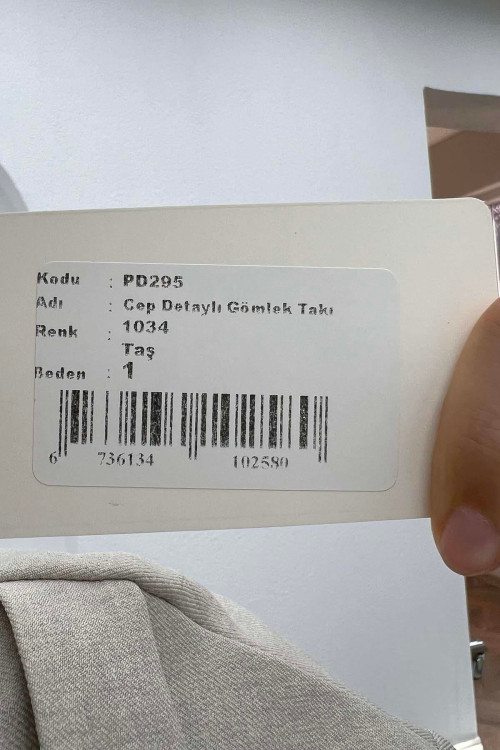 Kodu : PD295
Adı : Cep Detaylı Gömlek Takı
Renk : 1034
Taş
Beden : 1
6 736134 102580